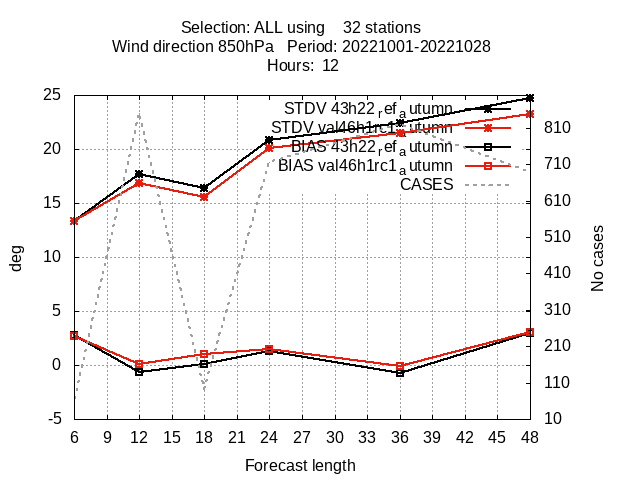 Selection: ALL using    32 stations
Wind direction 850hPa   Period: 20221001-20221028
Hours:  12
25
20
15
10
5
0
-5
deg
STDV 43h22_ref_autumn
STDV val46h1rc1_autumn
BIAS 43h22_ref_autumn
BIAS val46h1rc1_autumn
CASES
810
710
610
510
410
310
210
110
10
No cases
6 9 12 15 18 21 24 27 30 33 36 39 42 45 48
Forecast length